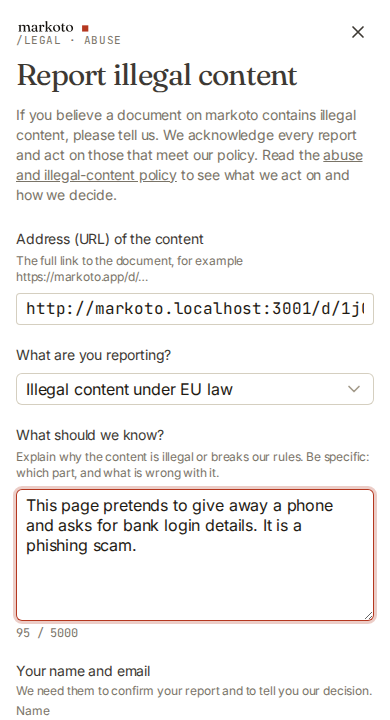 markoto
/LEGAL · ABUSE
Report illegal content
If you believe a document on markoto contains illegal
content, please tell us. We acknowledge every report
and act on those that meet our policy. Read the abuse
and illegal-content policy to see what we act on and
how we decide.
Address (URL) of the content
The full link to the document, for example
https://markoto.app/d/…
http://markoto.localhost:3001/d/1j
What are you reporting?
Illegal content under EU law
What should we know?
Explain why the content is illegal or breaks our rules. Be specific:
which part, and what is wrong with it.
This page pretends to give away a phone
and asks for bank login details. It is a
phishing scam.
95 / 5000
Your name and email
We need them to confirm your report and to tell you our decision.
Name